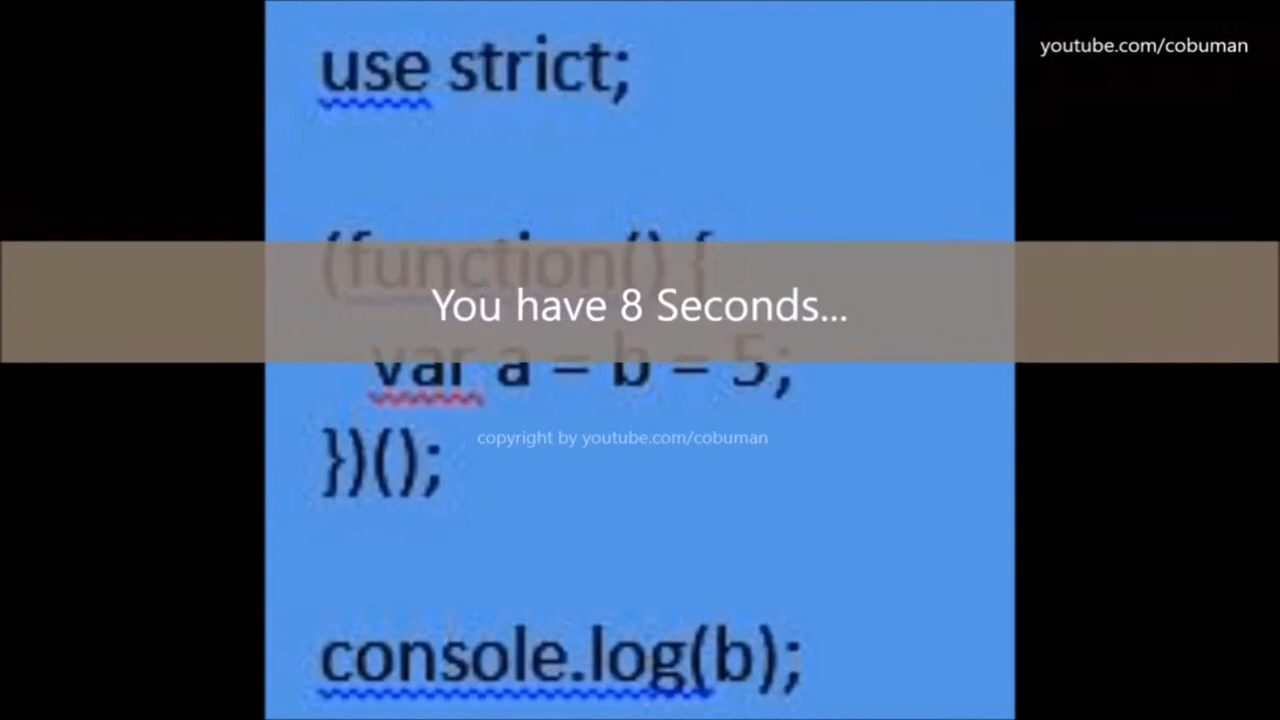 use strict;
youtube.com/cobuman
(function() {
You have 8 Seconds...
var a = b = 5;
copyright by youtube.com/cobuman
})();
console.log(b);